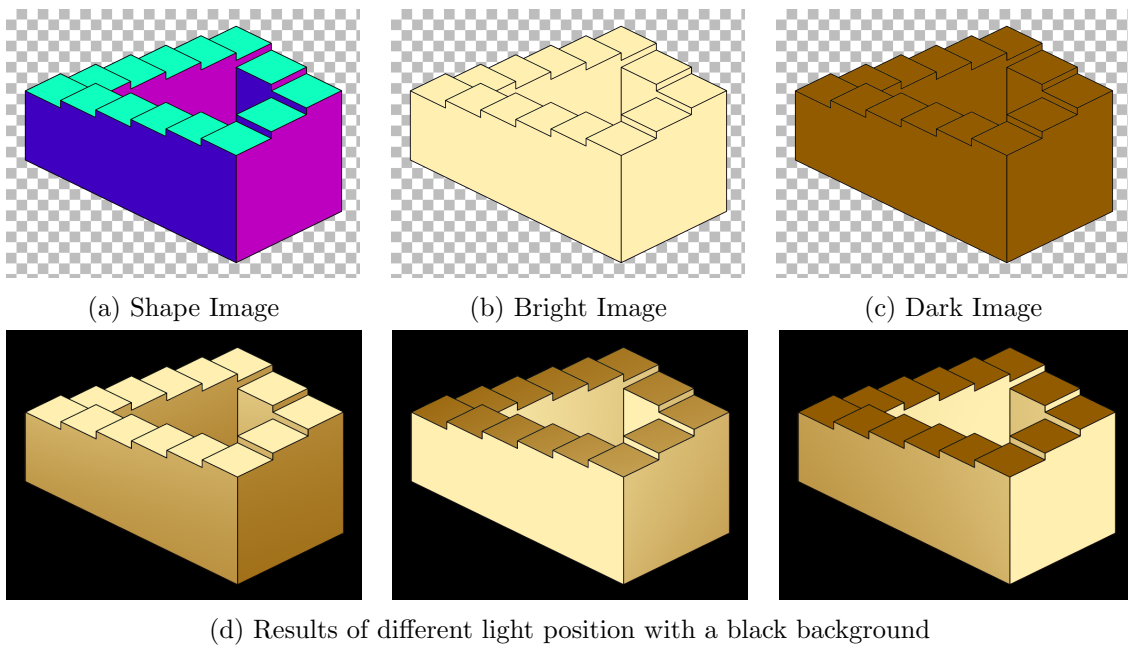 (a) Shape Image
(b) Bright Image
(c) Dark Image
(d) Results of different light position with a black background